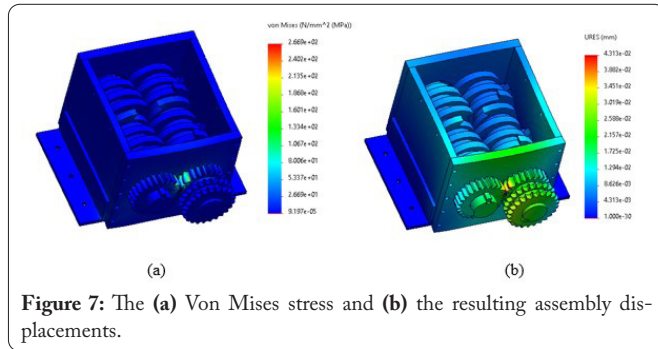 von Mises (N/mm^2 (MPa))
2.669e+02
2.402e+02
2.135e+02
1.868e+02
1.601e+02
1.334e+02
1.067e+02
8.006e+01
5.337e+01
2.669e+01
9.197e-05
URES (mm)
4.313e-02
3.882e-02
3.451e-02
3.019e-02
2.588e-02
2.157e-02
1.725e-02
1.294e-02
8.626e-03
4.313e-03
1.000e-30
(a)
(b)
Figure 7: The (a) Von Mises stress and (b) the resulting assembly dis-
placements.